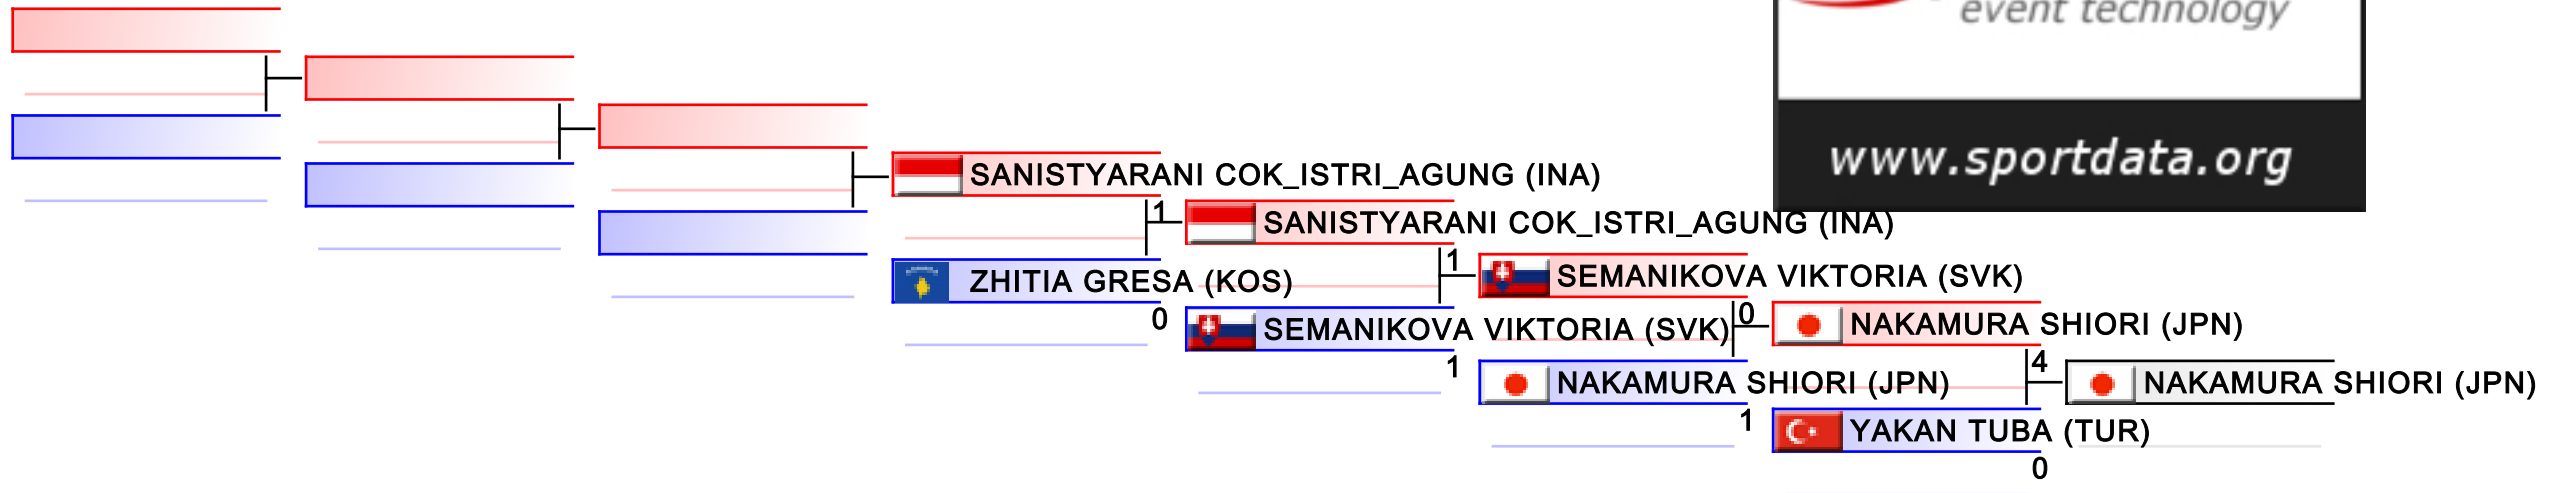 event technology
www.sportdata.org
SANISTYARANI COK_ISTRI_AGUNG (INA)
1
SANISTYARANI COK_ISTRI_AGUNG (INA)
1
ZHITIA GRESA (KOS)
0
SEMANIKOVA VIKTORIA (SVK)
0
SEMANIKOVA VIKTORIA (SVK)
1
NAKAMURA SHIORI (JPN)
4
NAKAMURA SHIORI (JPN)
1
NAKAMURA SHIORI (JPN)
YAKAN TUBA (TUR)
0